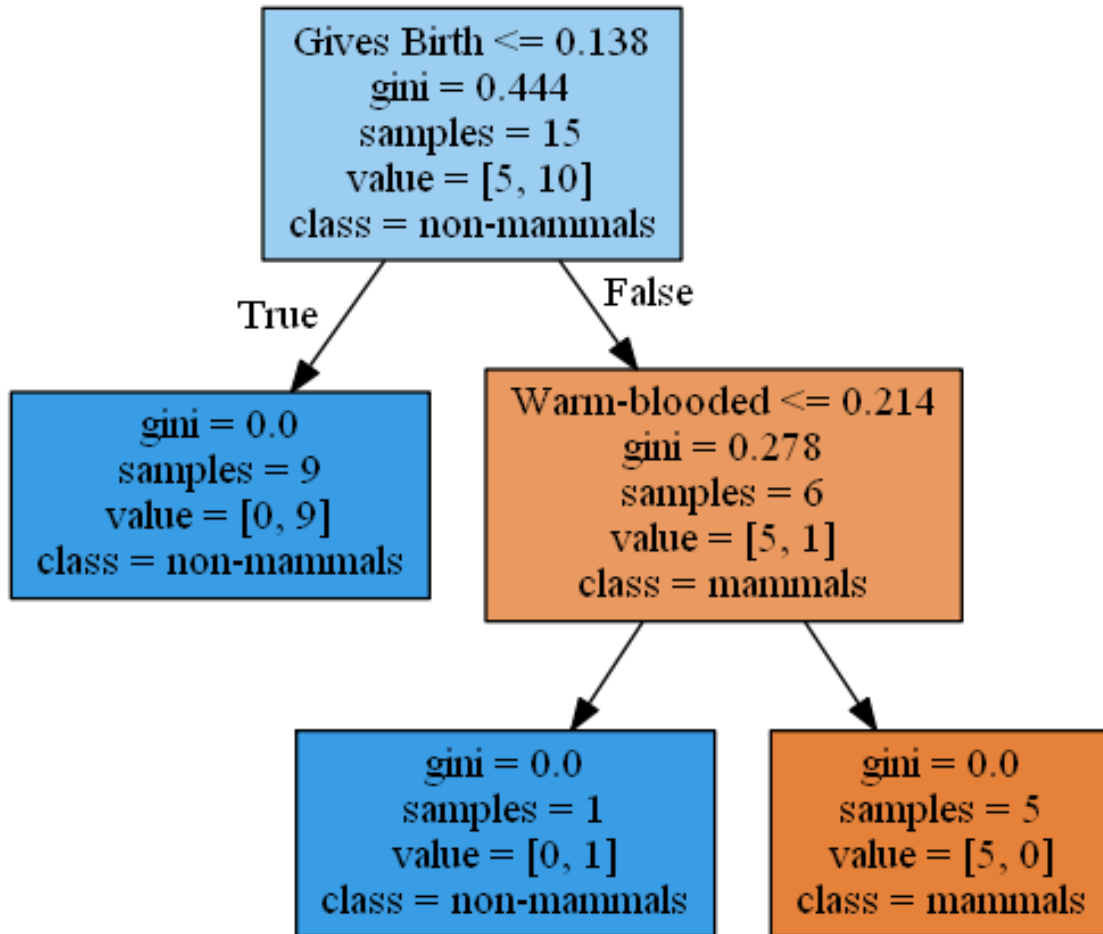 Gives Birth <= 0.138
gini = 0.444
samples = 15
value = [5, 10]
class = non-mammals
True
False
gini = 0.0
samples = 9
value = [0, 9]
class = non-mammals
Warm-blooded <= 0.214
gini = 0.278
samples = 6
value = [5, 1]
class = mammals
gini = 0.0
samples = 1
value = [0, 1]
class = non-mammals
gini = 0.0
samples = 5
value = [5, 0]
class = mammals